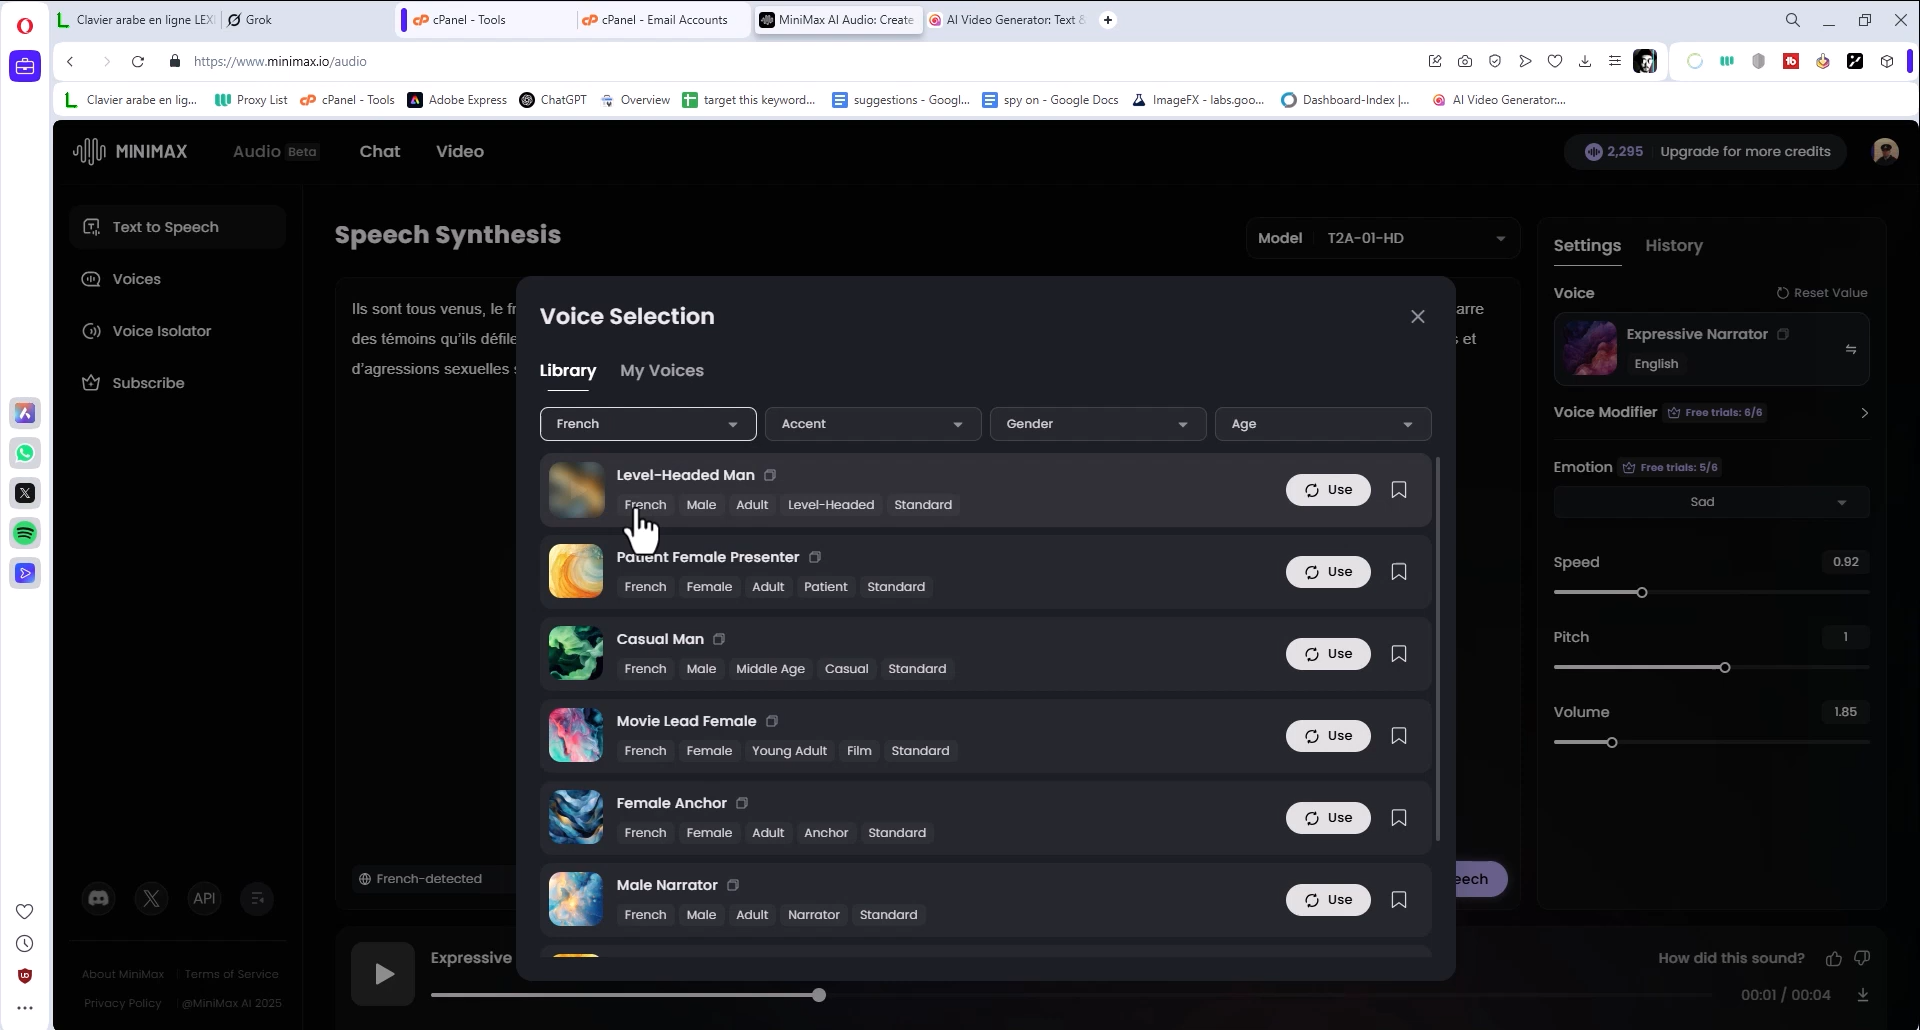 Clavier arabe en ligne LEX
Grok
cPanel - Tools
cPanel - Email Accounts
MiniMax AI Audio: Create
AI Video Generator: Text &
https://www.minimax.io/audio
Clavier arabe en lig...
Proxy List
cPanel - Tools
Adobe Express
ChatGPT
Overview
target this keyword...
suggestions - Googl...
spy on - Google Docs
ImageFX - labs.goo...
Dashboard-Index |...
AI Video Generator:...
MINIMAX
Audio Beta
Chat
Video
2,295
Upgrade for more credits
Text to Speech
Voices
Voice Isolator
Subscribe
API
About MiniMax
Terms of Service
Privacy Policy
@MiniMax AI 2025
Speech Synthesis
Model T2A-01-HD
Ils sont tous venus, le
des témoins qu'ils
d'agressions sexuelles
et
French-detected
Voice Selection
Library
My Voices
French
Accent
Gender
Age
Level-Headed Man
French Male Adult Level-Headed Standard
Use
Patient Female Presenter
French Female Adult Patient Standard
Use
Casual Man
French Male Middle Age Casual Standard
Use
Movie Lead Female
French Female Young Adult Film Standard
Use
Female Anchor
French Female Adult Anchor Standard
Use
Male Narrator
French Male Adult Narrator Standard
Use
Settings
History
Voice
Reset Value
Expressive Narrator
English
Voice Modifier Free trials: 6/6
Emotion Free trials: 5/6
Sad
Speed 0.92
Pitch 1
Volume 1.85
Expressive
How did this sound?
00:01 / 00:04